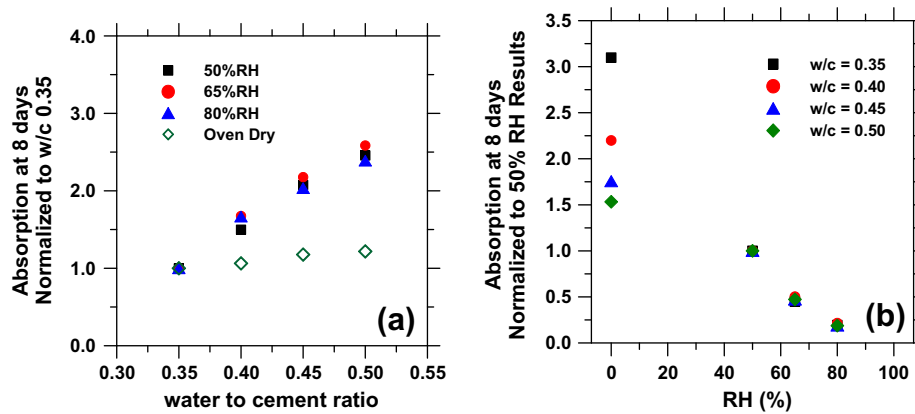 Absorption at 8 days
Normalized to w/c 0.35
4.0
3.0
2.0
1.0
0.0
50%RH
65%RH
80%RH
Oven Dry
(a)
0.30 0.35 0.40 0.45 0.50 0.55
water to cement ratio
Absorption at 8 days
Normalized to 50% RH Results
3.5
3.0
2.5
2.0
1.5
1.0
0.5
0.0
w/c = 0.35
w/c = 0.40
w/c = 0.45
w/c = 0.50
(b)
0 20 40 60 80 100
RH (%)